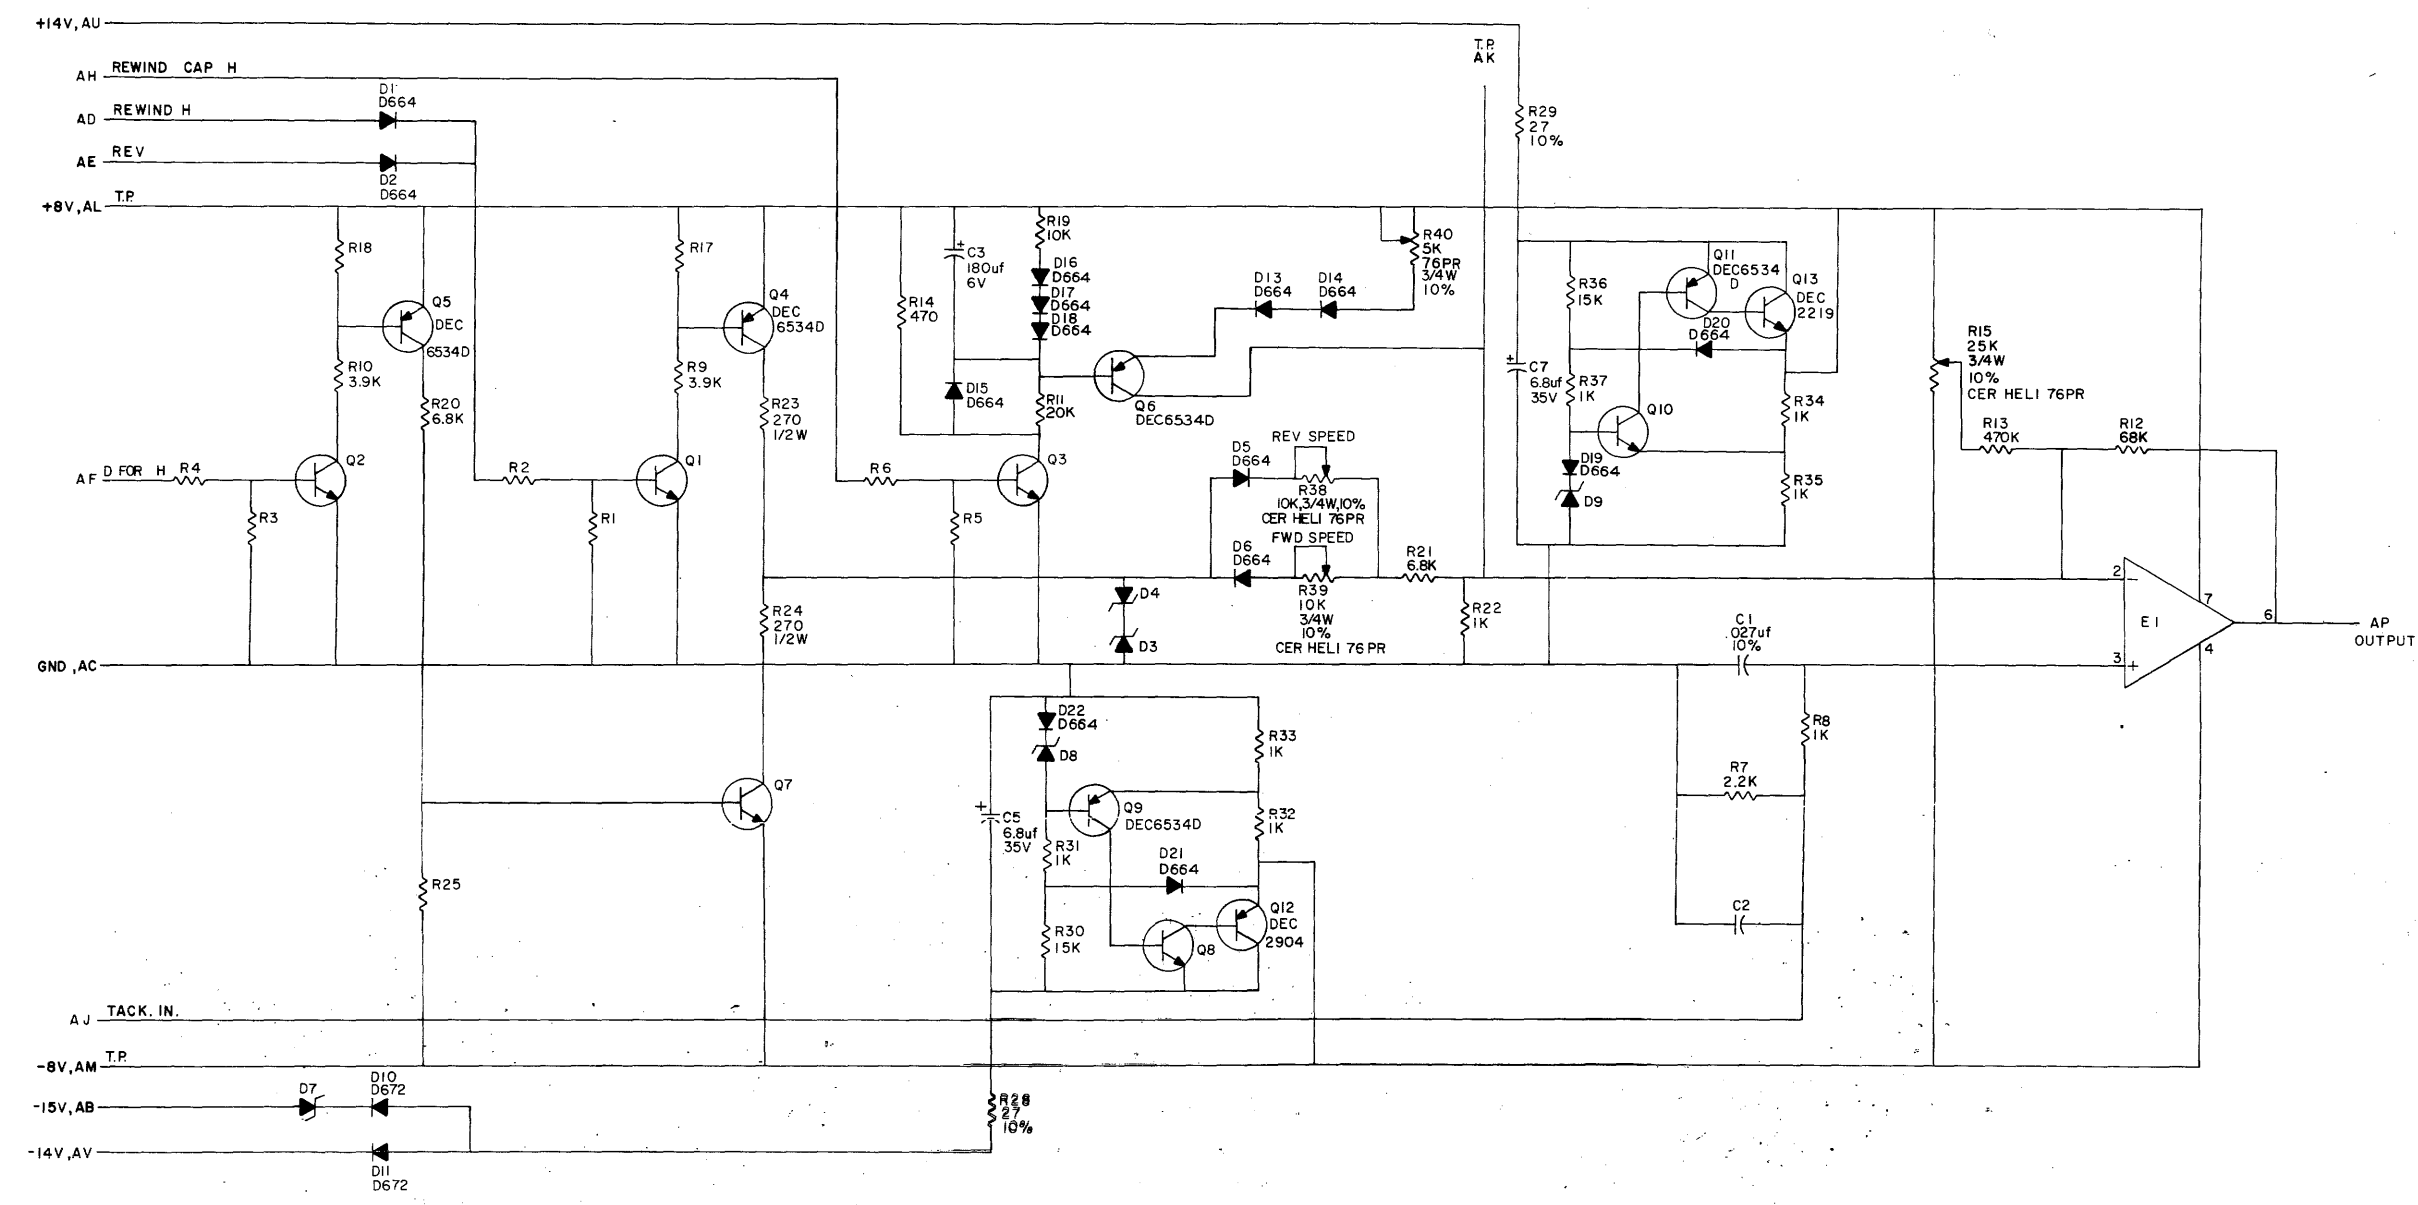 +14V,AU
T.P.
AK
AH REWIND CAP H
D1
D664
AD REWIND H
R29
27
10%
AE REV
D2
D664
+8V,AL T.P.
R18
R17
R19
10K
C3
180uf
6V
D16
D664
D17
D664
D18
D664
R40
5K
76PR
3/4W
10%
D13
D664
D14
D664
R14
470
Q5
DEC
6534D
Q4
DEC
6534D
Q11
DEC6534
D
Q13
DEC
2219
R36
15K
D20
D664
R15
25K
3/4W
10%
CER HELI 76PR
R10
3.9K
R9
3.9K
R20
6.8K
R23
270
1/2W
D15
D664
R11
20K
Q6
DEC6534D
C7
6.8uf
35V
R37
1K
Q10
R34
1K
R13
470K
R12
68K
AF D FOR H R4
Q2
R2
Q1
R6
Q3
D5
D664
REV SPEED
R38
10K,3/4W,10%
CER HELI 76PR
D19
D664
D9
R35
1K
R3
R1
R5
FWD SPEED
D6
D664
R39
10K
3/4W
10%
CER HELI 76PR
R21
6.8K
R22
1K
D4
D3
R24
270
1/2W
2
-
7
E1
6
AP
OUTPUT
3
+
4
C1
.027uf
10%
GND,AC
D22
D664
D8
R33
1K
R8
1K
R7
2.2K
Q7
Q9
DEC6534D
R32
1K
+
C5
6.8uf
35V
R31
1K
D21
D664
R25
Q12
DEC
2904
C2
R30
15K
Q8
AJ TACK. IN.
-8V,AM T.P.
D7
D10
D672
-15V,AB
R28
27
10%
-14V,AV
D11
D672